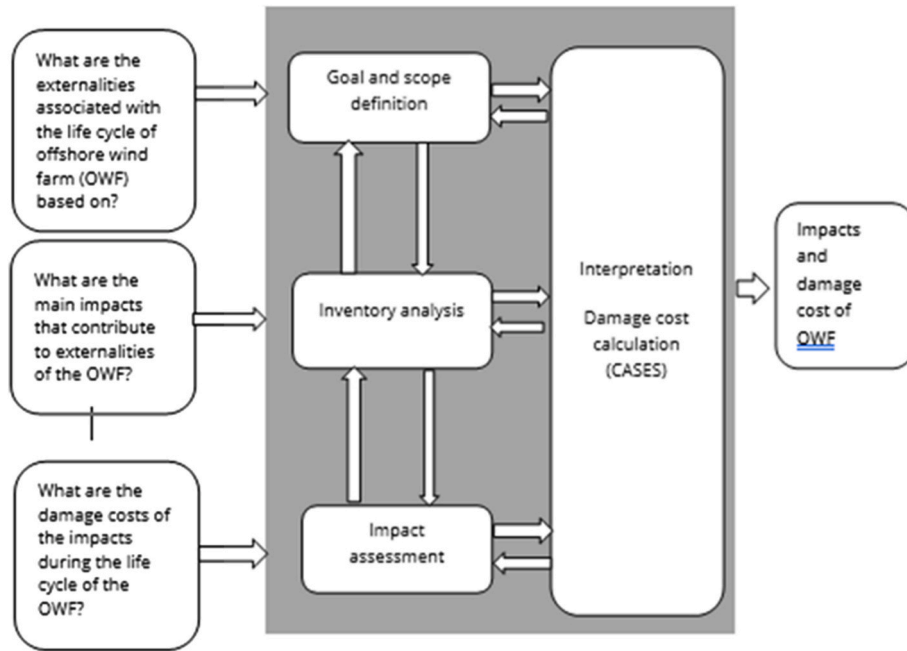 What are the
externalities
associated with
the life cycle of
offshore wind
farm (OWF)
based on?
What are the
main impacts
that contribute
to externalities
of the OWF?
What are the
damage costs of
the impacts
during the life
cycle of the
OWF?
Goal and scope
definition
Inventory analysis
Impact
assessment
Interpretation
Damage cost
calculation
(CASES)
Impacts
and
damage
cost of
OWF